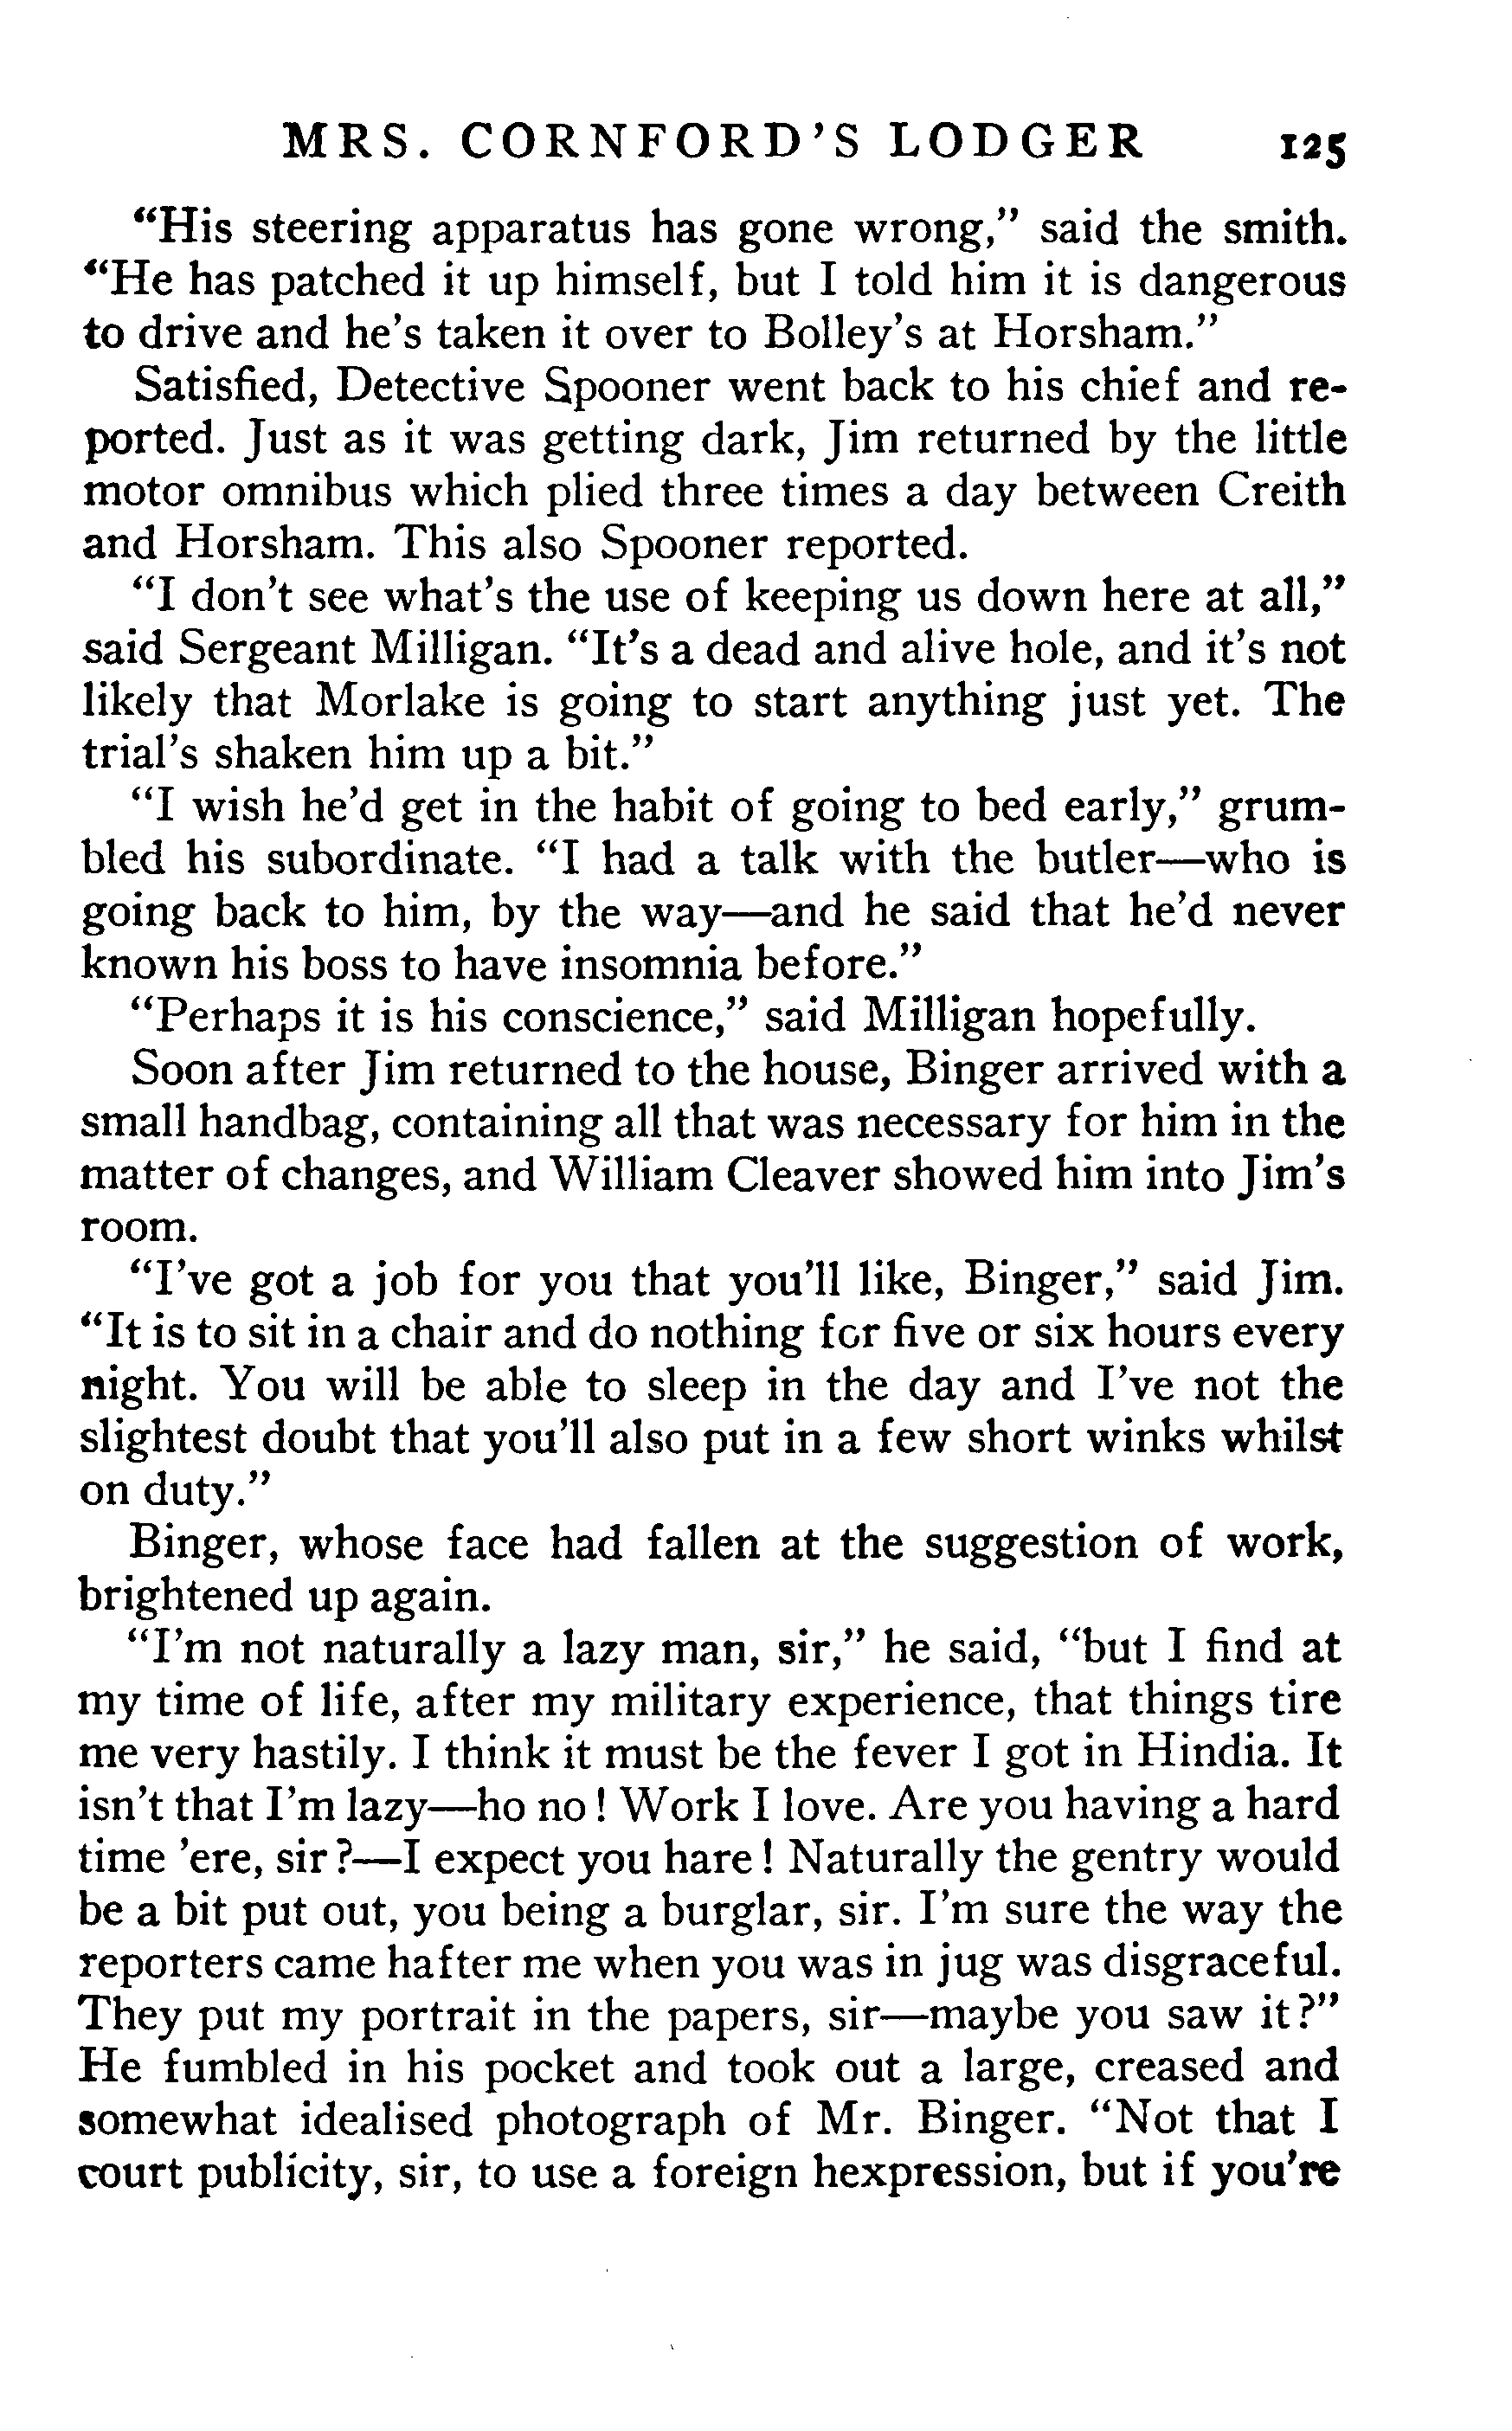 MRS. CORNFORD'S LODGER 125
"His steering apparatus has gone wrong," said the smith.
"He has patched it up himself, but I told him it is dangerous
to drive and he's taken it over to Bolley's at Horsham."
Satisfied, Detective Spooner went back to his chief and re-
ported. Just as it was getting dark, Jim returned by the little
motor omnibus which plied three times a day between Creith
and Horsham. This also Spooner reported.
"I don't see what's the use of keeping us down here at all,"
said Sergeant Milligan. "It's a dead and alive hole, and it's not
likely that Morlake is going to start anything just yet. The
trial's shaken him up a bit."
"I wish he'd get in the habit of going to bed early," grum-
bled his subordinate. "I had a talk with the butler—who is
going back to him, by the way—and he said that he'd never
known his boss to have insomnia before."
"Perhaps it is his conscience," said Milligan hopefully.
Soon after Jim returned to the house, Binger arrived with a
small handbag, containing all that was necessary for him in the
matter of changes, and William Cleaver showed him into Jim's
room.
"I've got a job for you that you'll like, Binger," said Jim.
"It is to sit in a chair and do nothing for five or six hours every
night. You will be able to sleep in the day and I've not the
slightest doubt that you'll also put in a few short winks whilst
on duty."
Binger, whose face had fallen at the suggestion of work,
brightened up again.
"I'm not naturally a lazy man, sir," he said, "but I find at
my time of life, after my military experience, that things tire
me very hastily. I think it must be the fever I got in Hindia. It
isn't that I'm lazy—ho no! Work I love. Are you having a hard
time 'ere, sir?—I expect you hare! Naturally the gentry would
be a bit put out, you being a burglar, sir. I'm sure the way the
reporters came hafter me when you was in jug was disgraceful.
They put my portrait in the papers, sir—maybe you saw it?"
He fumbled in his pocket and took out a large, creased and
somewhat idealised photograph of Mr. Binger. "Not that I
court publicity, sir, to use a foreign hexpression, but if you're